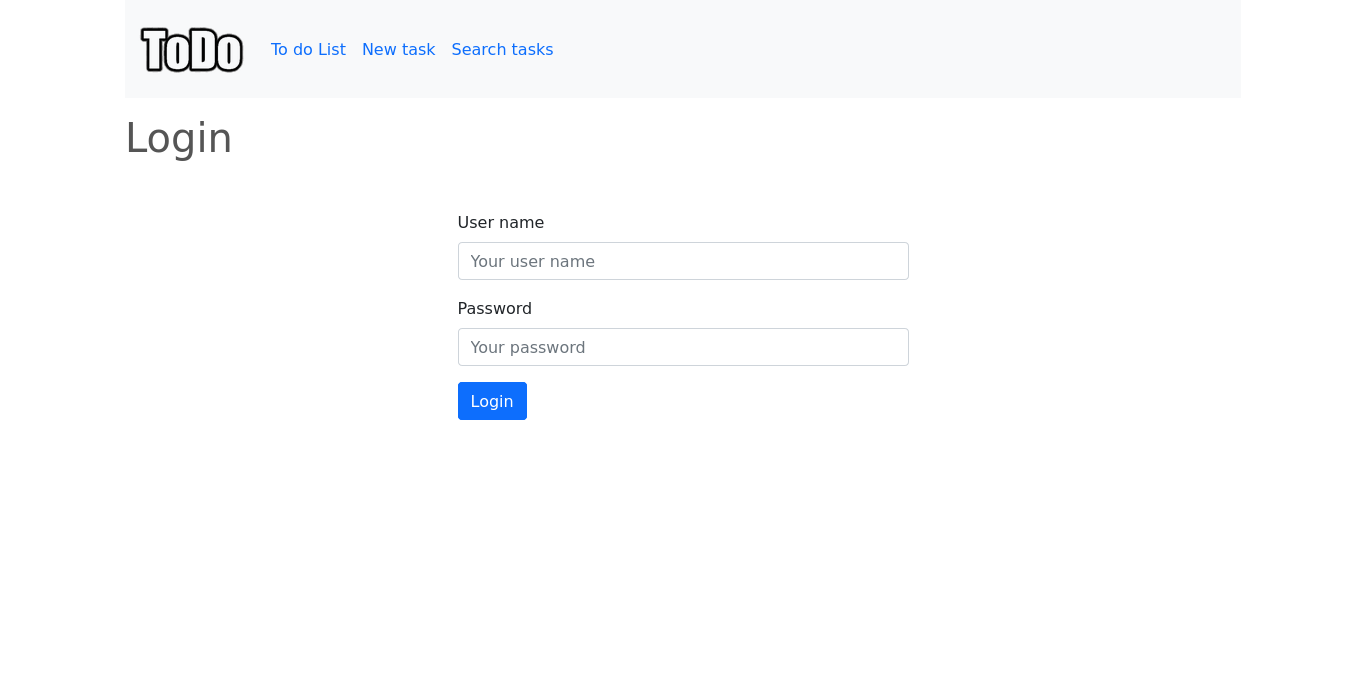 ToDo To do List New task Search tasks
Login
User name
Your user name
Password
Your password
Login